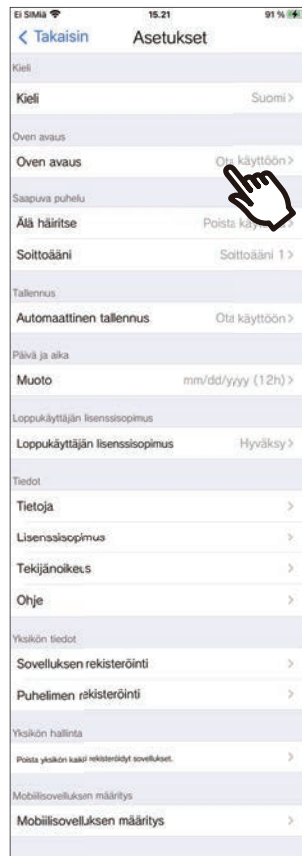 Ei SIMiä 15.21 91 %
Takaisin Asetukset
Kieli
Kieli Suomi
Oven avaus
Oven avaus Ota käyttöön
Saapuva puhelu
Älä häiritse Poista
Soittoääni Soittoääni 1
Tallennus
Automaattinen tallennus Ota käyttöön
Päivä ja aika
Muoto mm/dd/yyyy (12h)
Loppukäyttäjän lisenssisopimus
Loppukäyttäjän lisenssisopimus Hyväksy
Tiedot
Tietoja
Lisenssisopimus
Tekijänoikeus
Ohje
Yksikön tiedot
Sovelluksen rekisteröinti
Puhelimen rekisteröinti
Yksikön hallinta
Poista yksikön kaikki rekisteröidyt sovellukset.
Mobiilisovelluksen määritys
Mobiilisovelluksen määritys